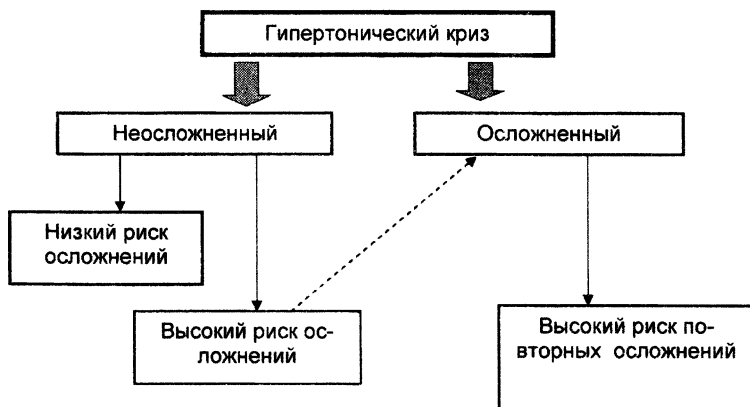 Гипертонический криз
Неосложненный
Осложненный
Низкий риск
осложнений
Высокий риск ос-
ложнений
Высокий риск по-
вторных осложнений